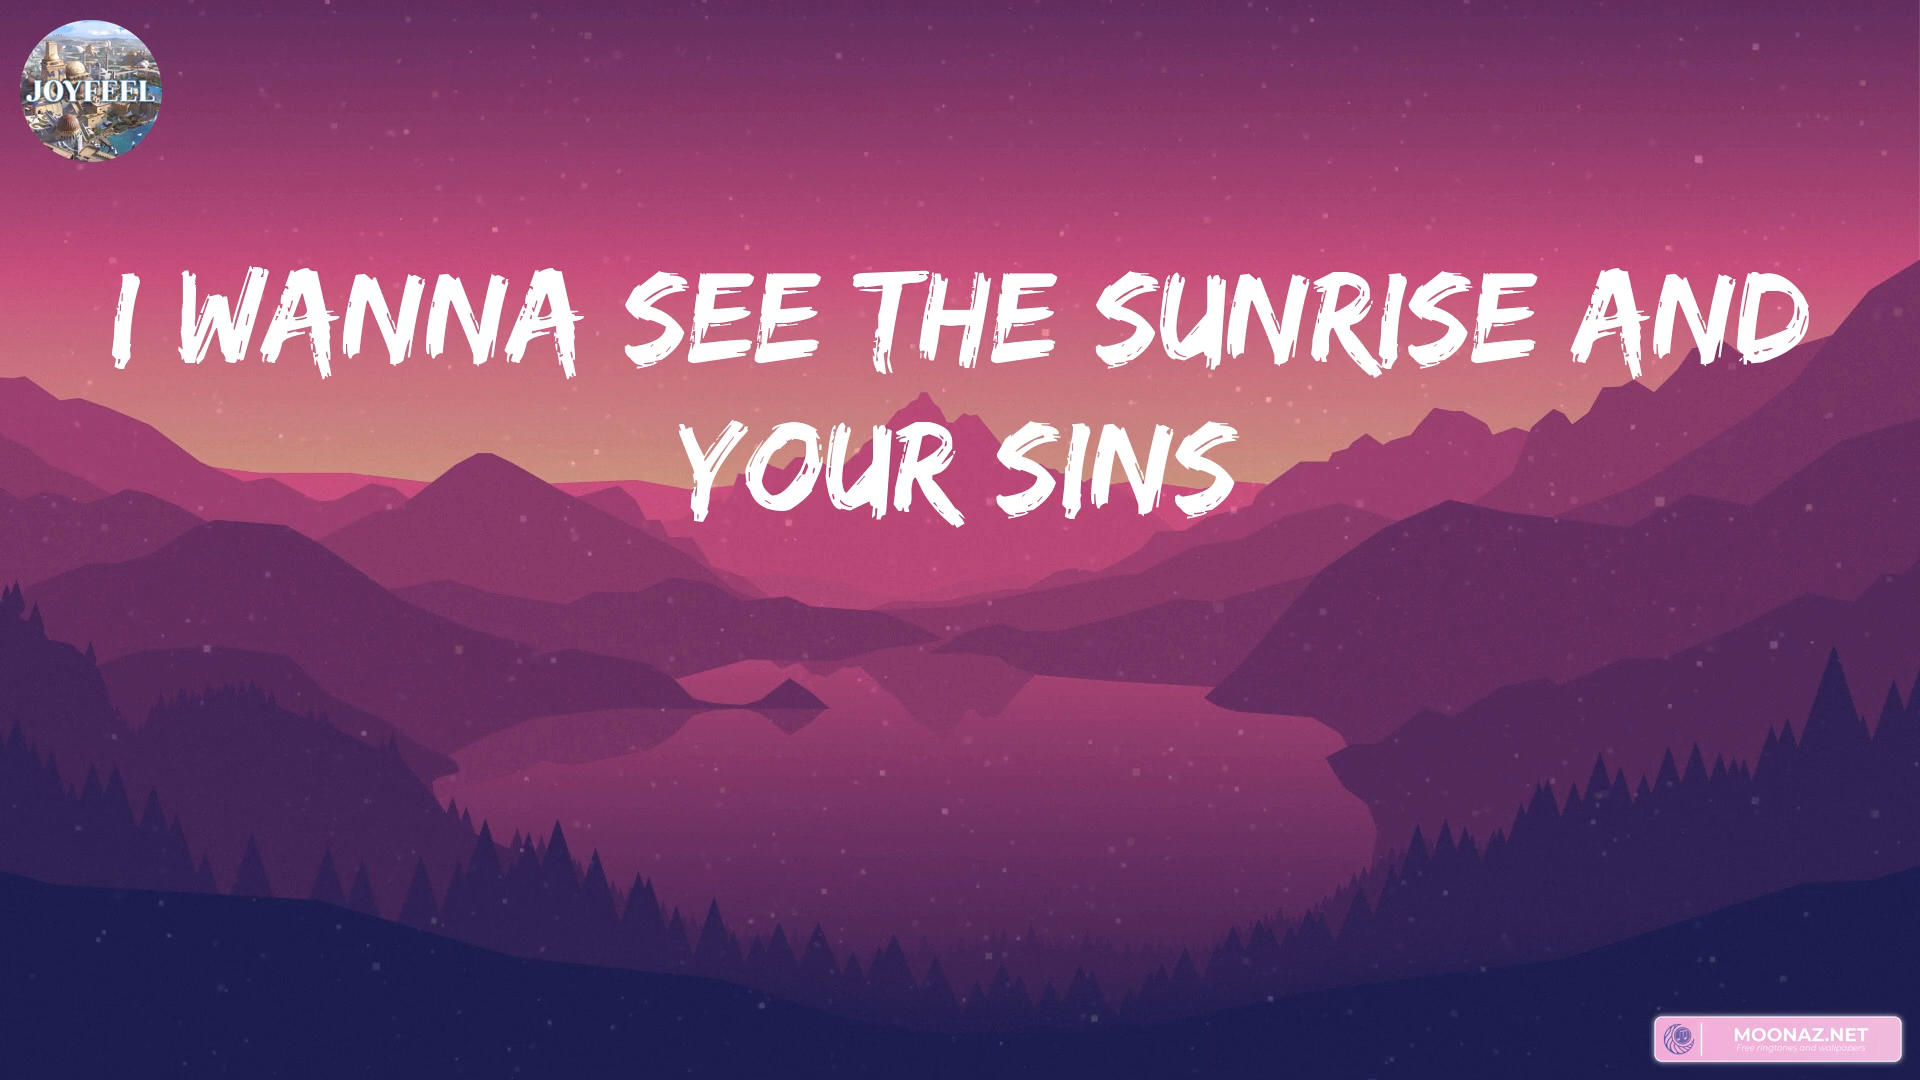 JOYFEEL
I WANNA SEE THE SUNRISE AND
YOUR SINS
MOONAZ.NET
Free ringtones and wallpapers